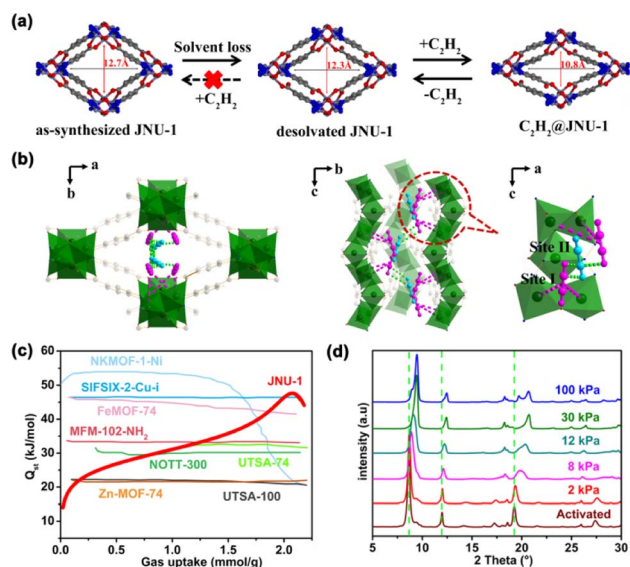 (a)
12.7Å
Solvent loss
+C₂H₂
12.3Å
+C₂H₂
-C₂H₂
10.8Å
as-synthesized JNU-1
desolvated JNU-1
C₂H₂@JNU-1
(b)
a
b
b
c
a
c
Site II
Site I
(c)
60
50
40
30
20
10
0
Qst (kJ/mol)
NKMOF-1-Ni
JNU-1
SIFSIX-2-Cu-i
FeMOF-74
MFM-102-NH₂
NOTT-300
UTSA-74
Zn-MOF-74
UTSA-100
0.0
0.5
1.0
1.5
2.0
Gas uptake (mmol/g)
(d)
intensity (a.u)
100 kPa
30 kPa
12 kPa
8 kPa
2 kPa
Activated
5
10
15
20
25
30
2 Theta (°)